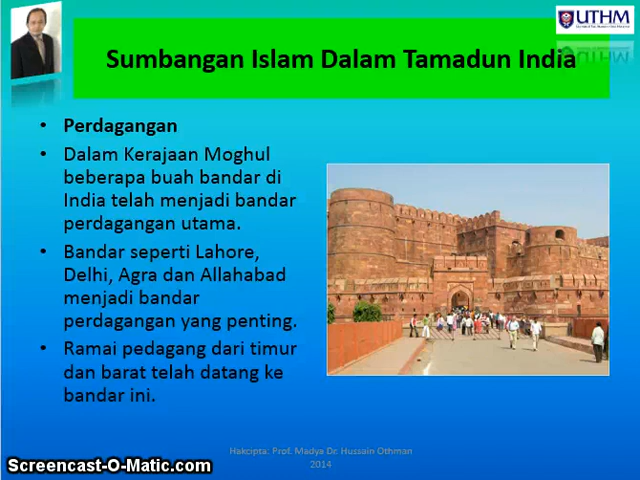 UTHM
Sumbangan Islam Dalam Tamadun India
• Perdagangan
• Dalam Kerajaan Moghul
beberapa buah bandar di
India telah menjadi bandar
perdagangan utama.
• Bandar seperti Lahore,
Delhi, Agra dan Allahabad
menjadi bandar
perdagangan yang penting.
• Ramai pedagang dari timur
dan barat telah datang ke
bandar ini.
Hakcipta: Prof. Madya Dr. Hussain Othman
2014
Screencast-O-Matic.com